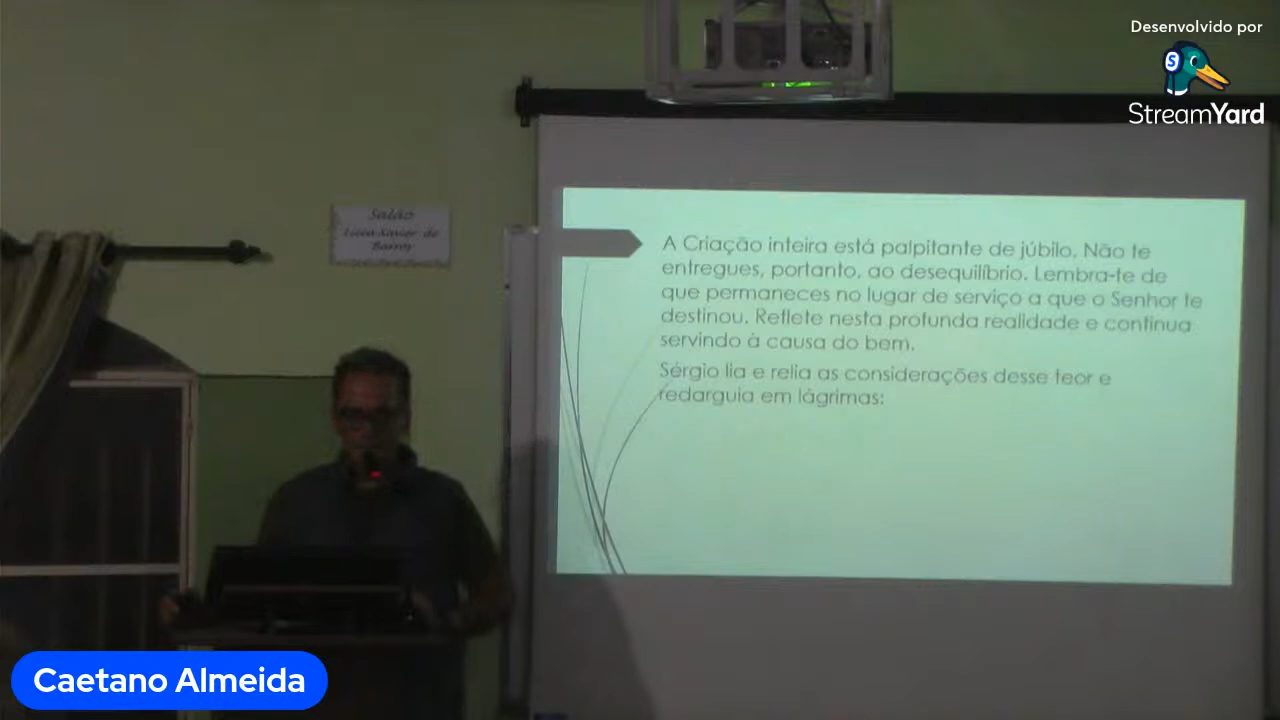 Desenvolvido por
StreamYard
Salão
Barros
A Criação inteira está palpitante de júbilo. Não te
entregues, portanto, ao desequilíbrio. Lembra-te de
que permaneces no lugar de serviço a que o Senhor te
destinou. Reflete nesta profunda realidade e continua
servindo à causa do bem.
Sérgio lia e relia as considerações desse teor e
redarguia em lágrimas:
Caetano Almeida